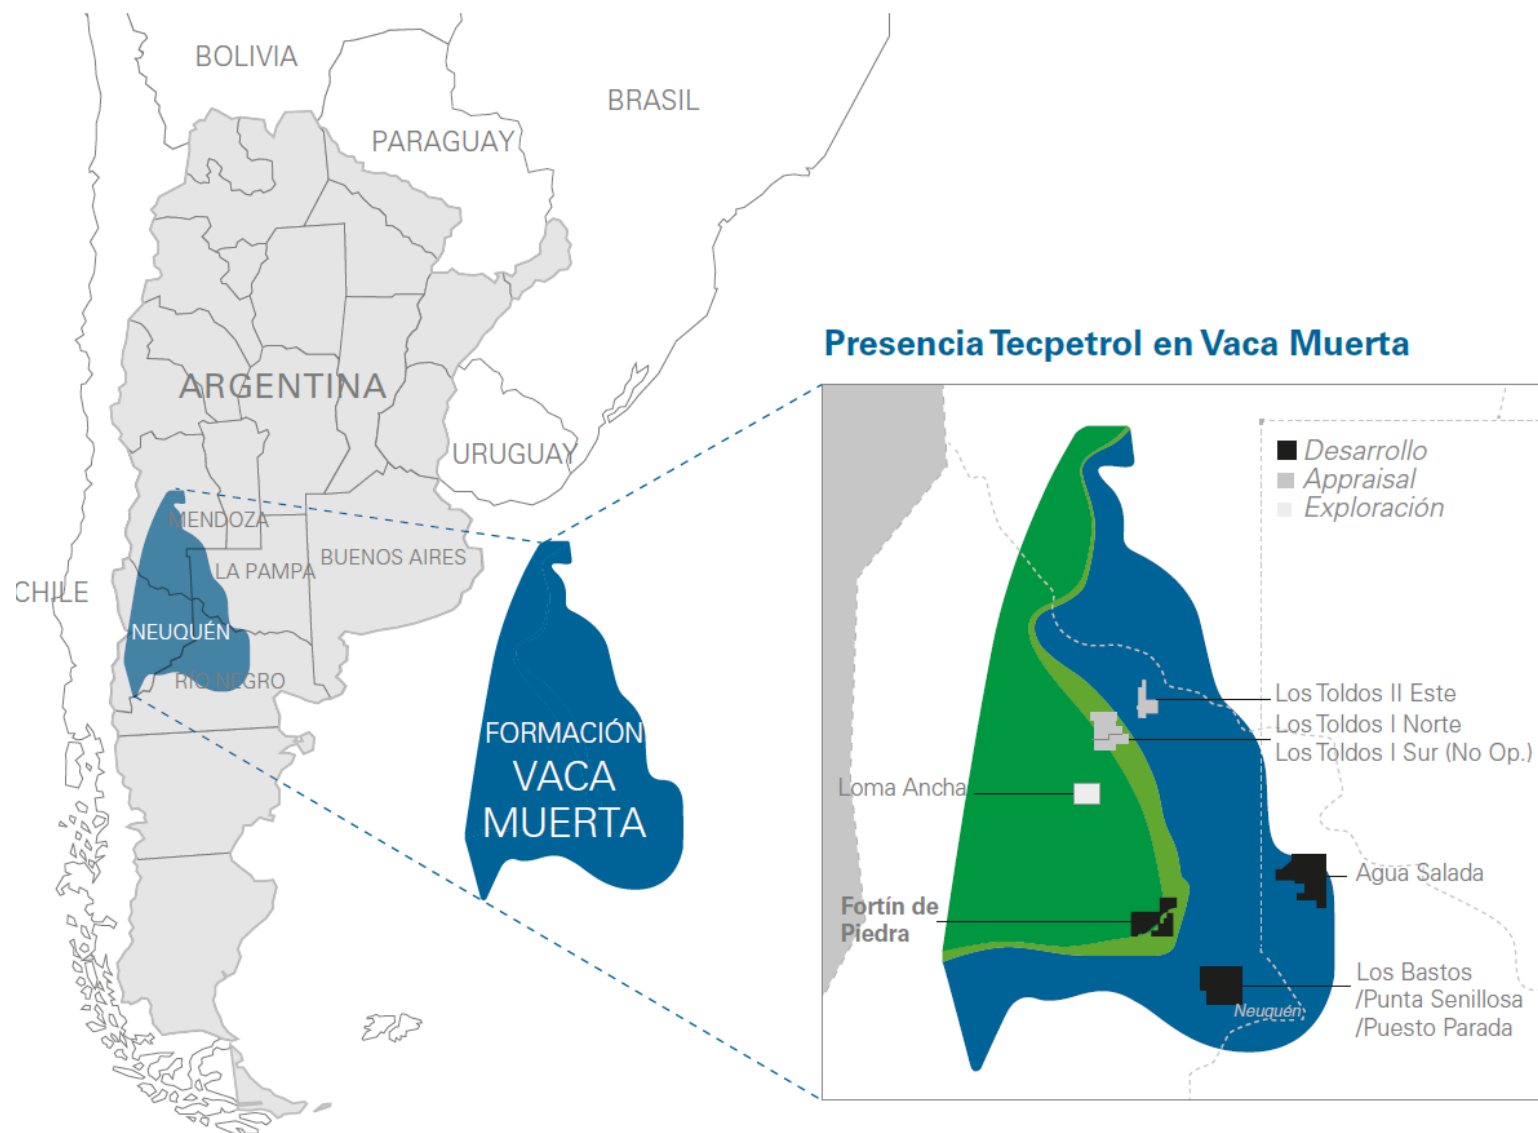 BOLIVIA
BRASIL
PARAGUAY
ARGENTINA
URUGUAY
MENDOZA
BUENOS AIRES
LA PAMPA
CHILE
NEUQUÉN
RÍO NEGRO
FORMACIÓN
VACA
MUERTA
Presencia Tecpetrol en Vaca Muerta
Desarrollo
Appraisal
Exploración
Los Toldos II Este
Los Toldos I Norte
Los Toldos I Sur (No Op.)
Loma Ancha
Agua Salada
Fortín de
Piedra
Los Bastos
/Punta Senillosa
/Puesto Parada
Neuquén